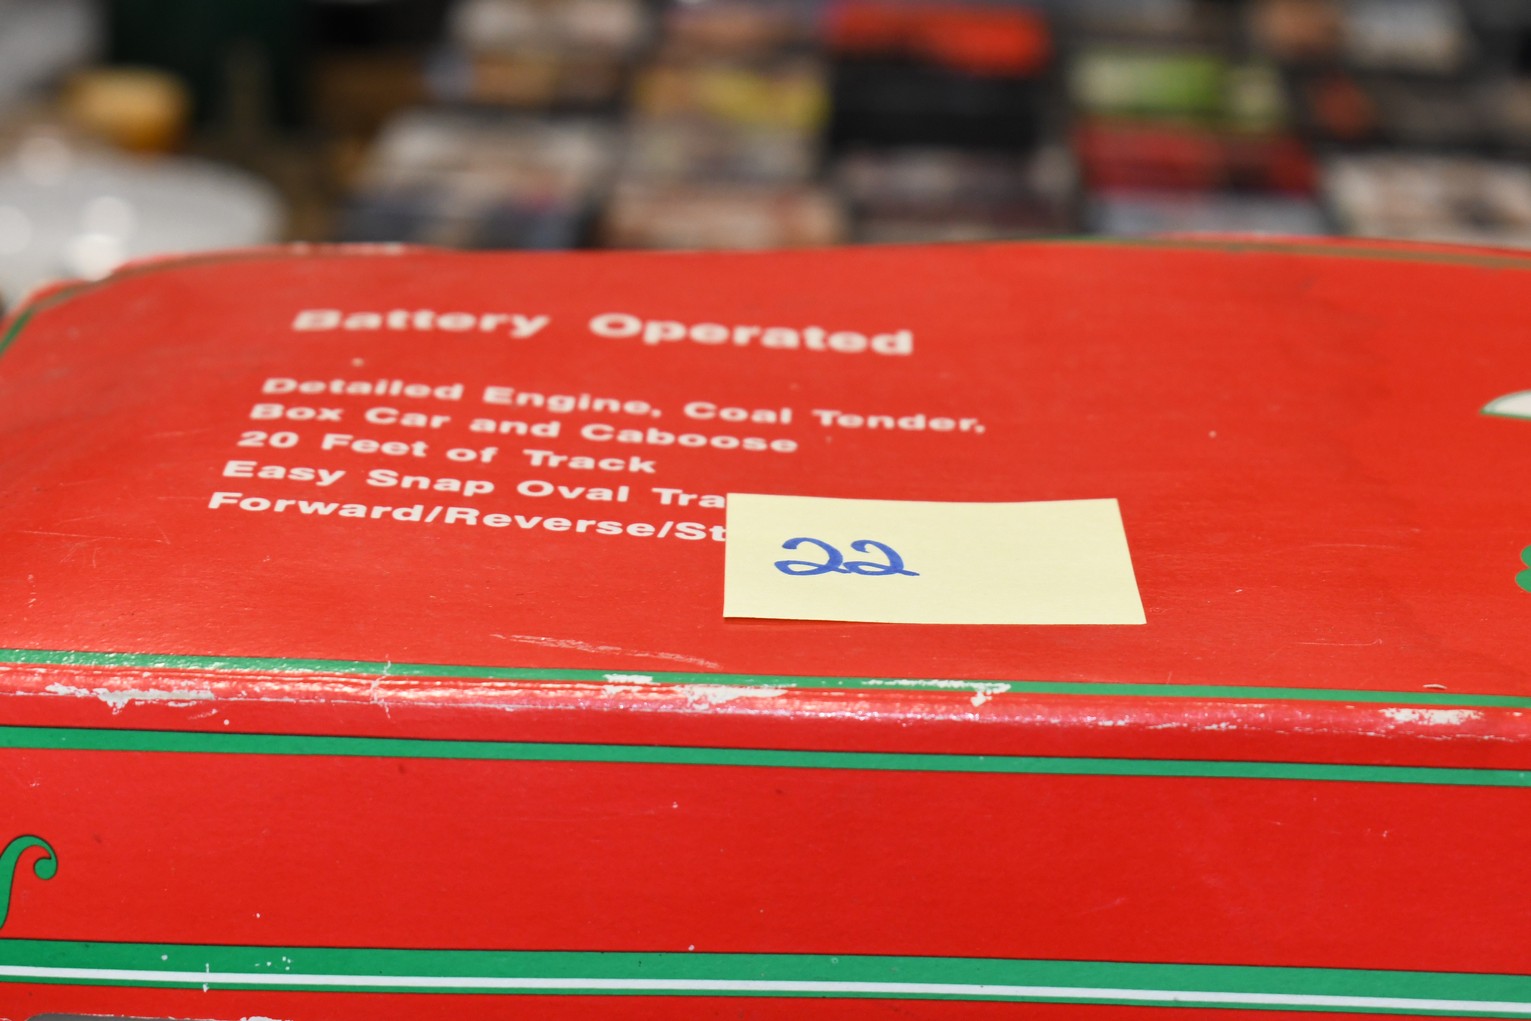 Battery Operated
Detailed Engine, Coal Tender,
Box Car and Caboose
20 Feet of Track
Easy Snap Oval Tra
Forward/Reverse/St
22